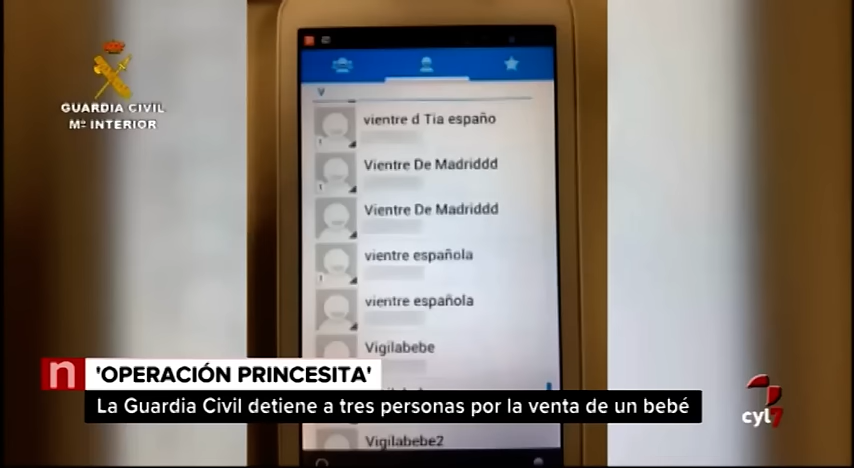 GUARDIA CIVIL
Mº INTERIOR
V
vientre d Tia españo
Vientre De Madriddd
Vientre De Madriddd
vientre española
vientre española
Vigilabebe
Vigilabebe2
n
'OPERACIÓN PRINCESITA'
La Guardia Civil detiene a tres personas por la venta de un bebé
cyl7